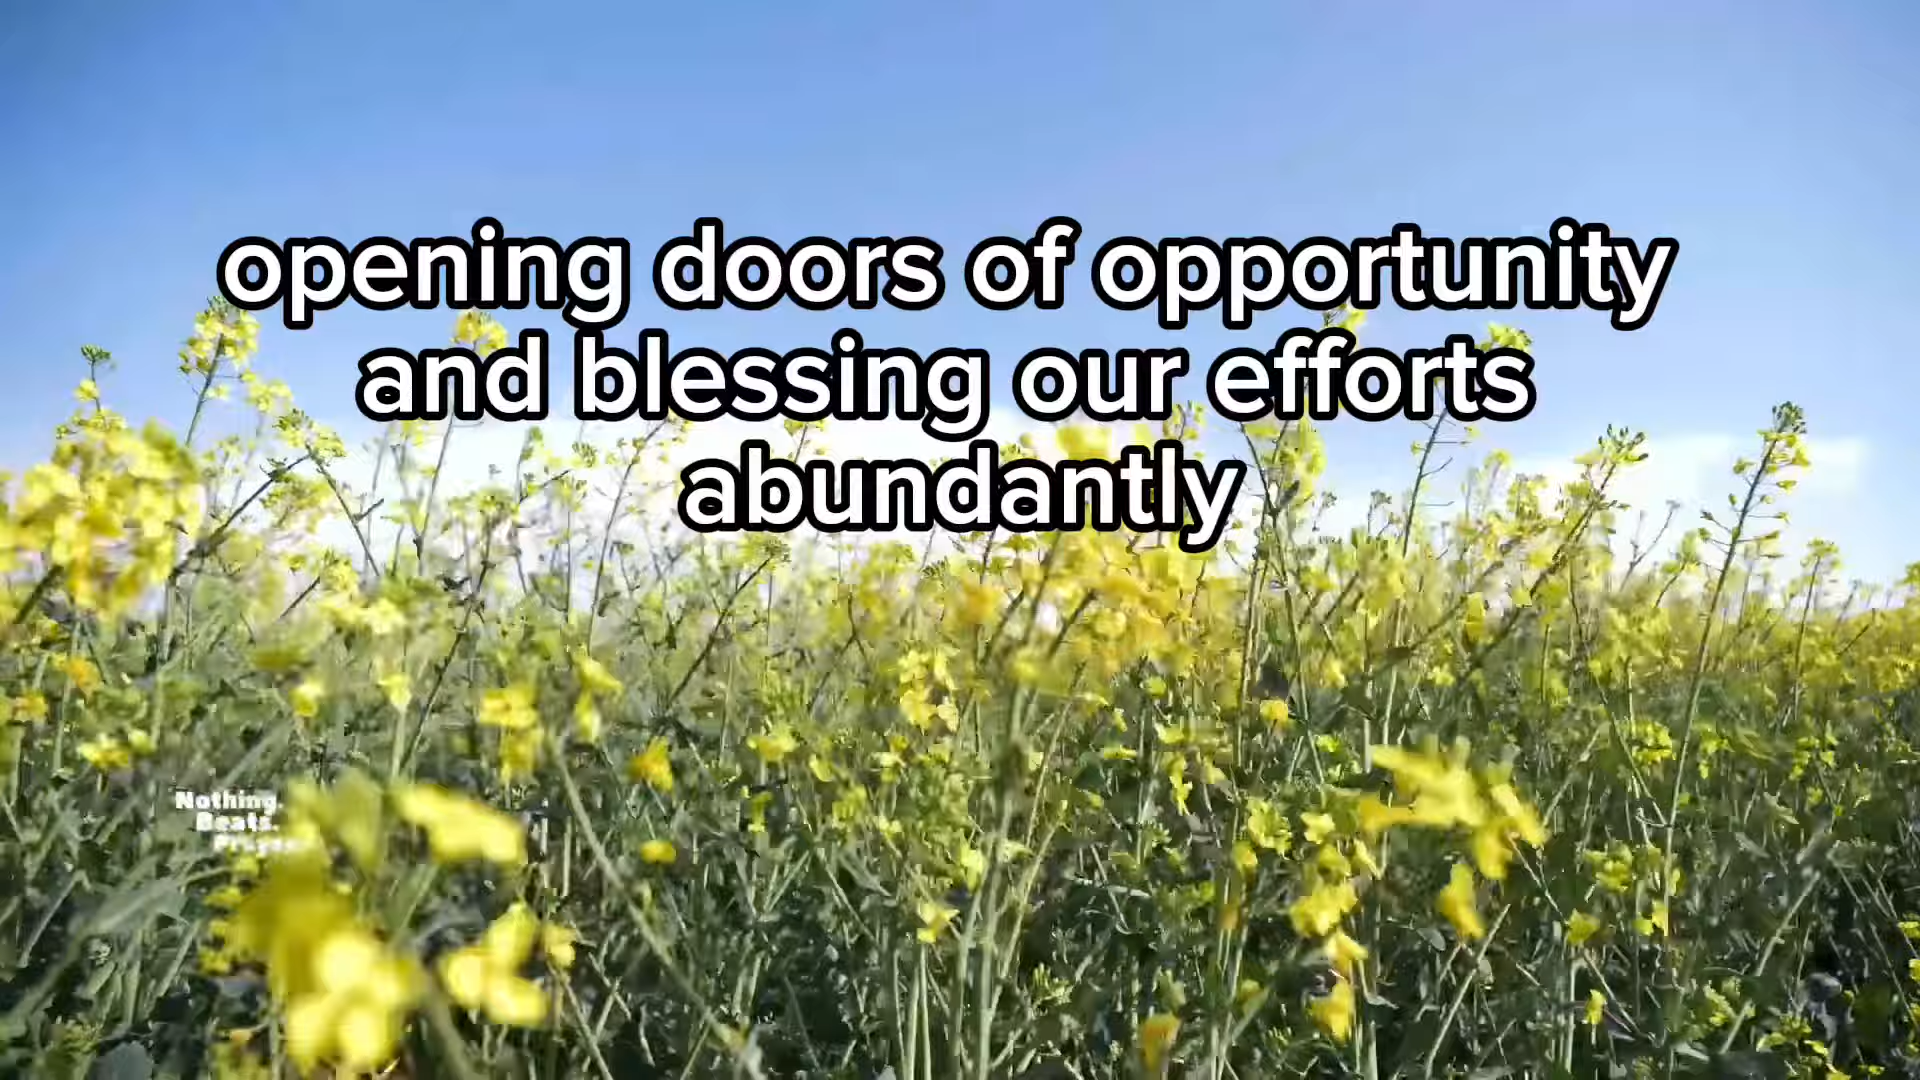 opening doors of opportunity
and blessing our efforts
abundantly
Nothing.
Beats.